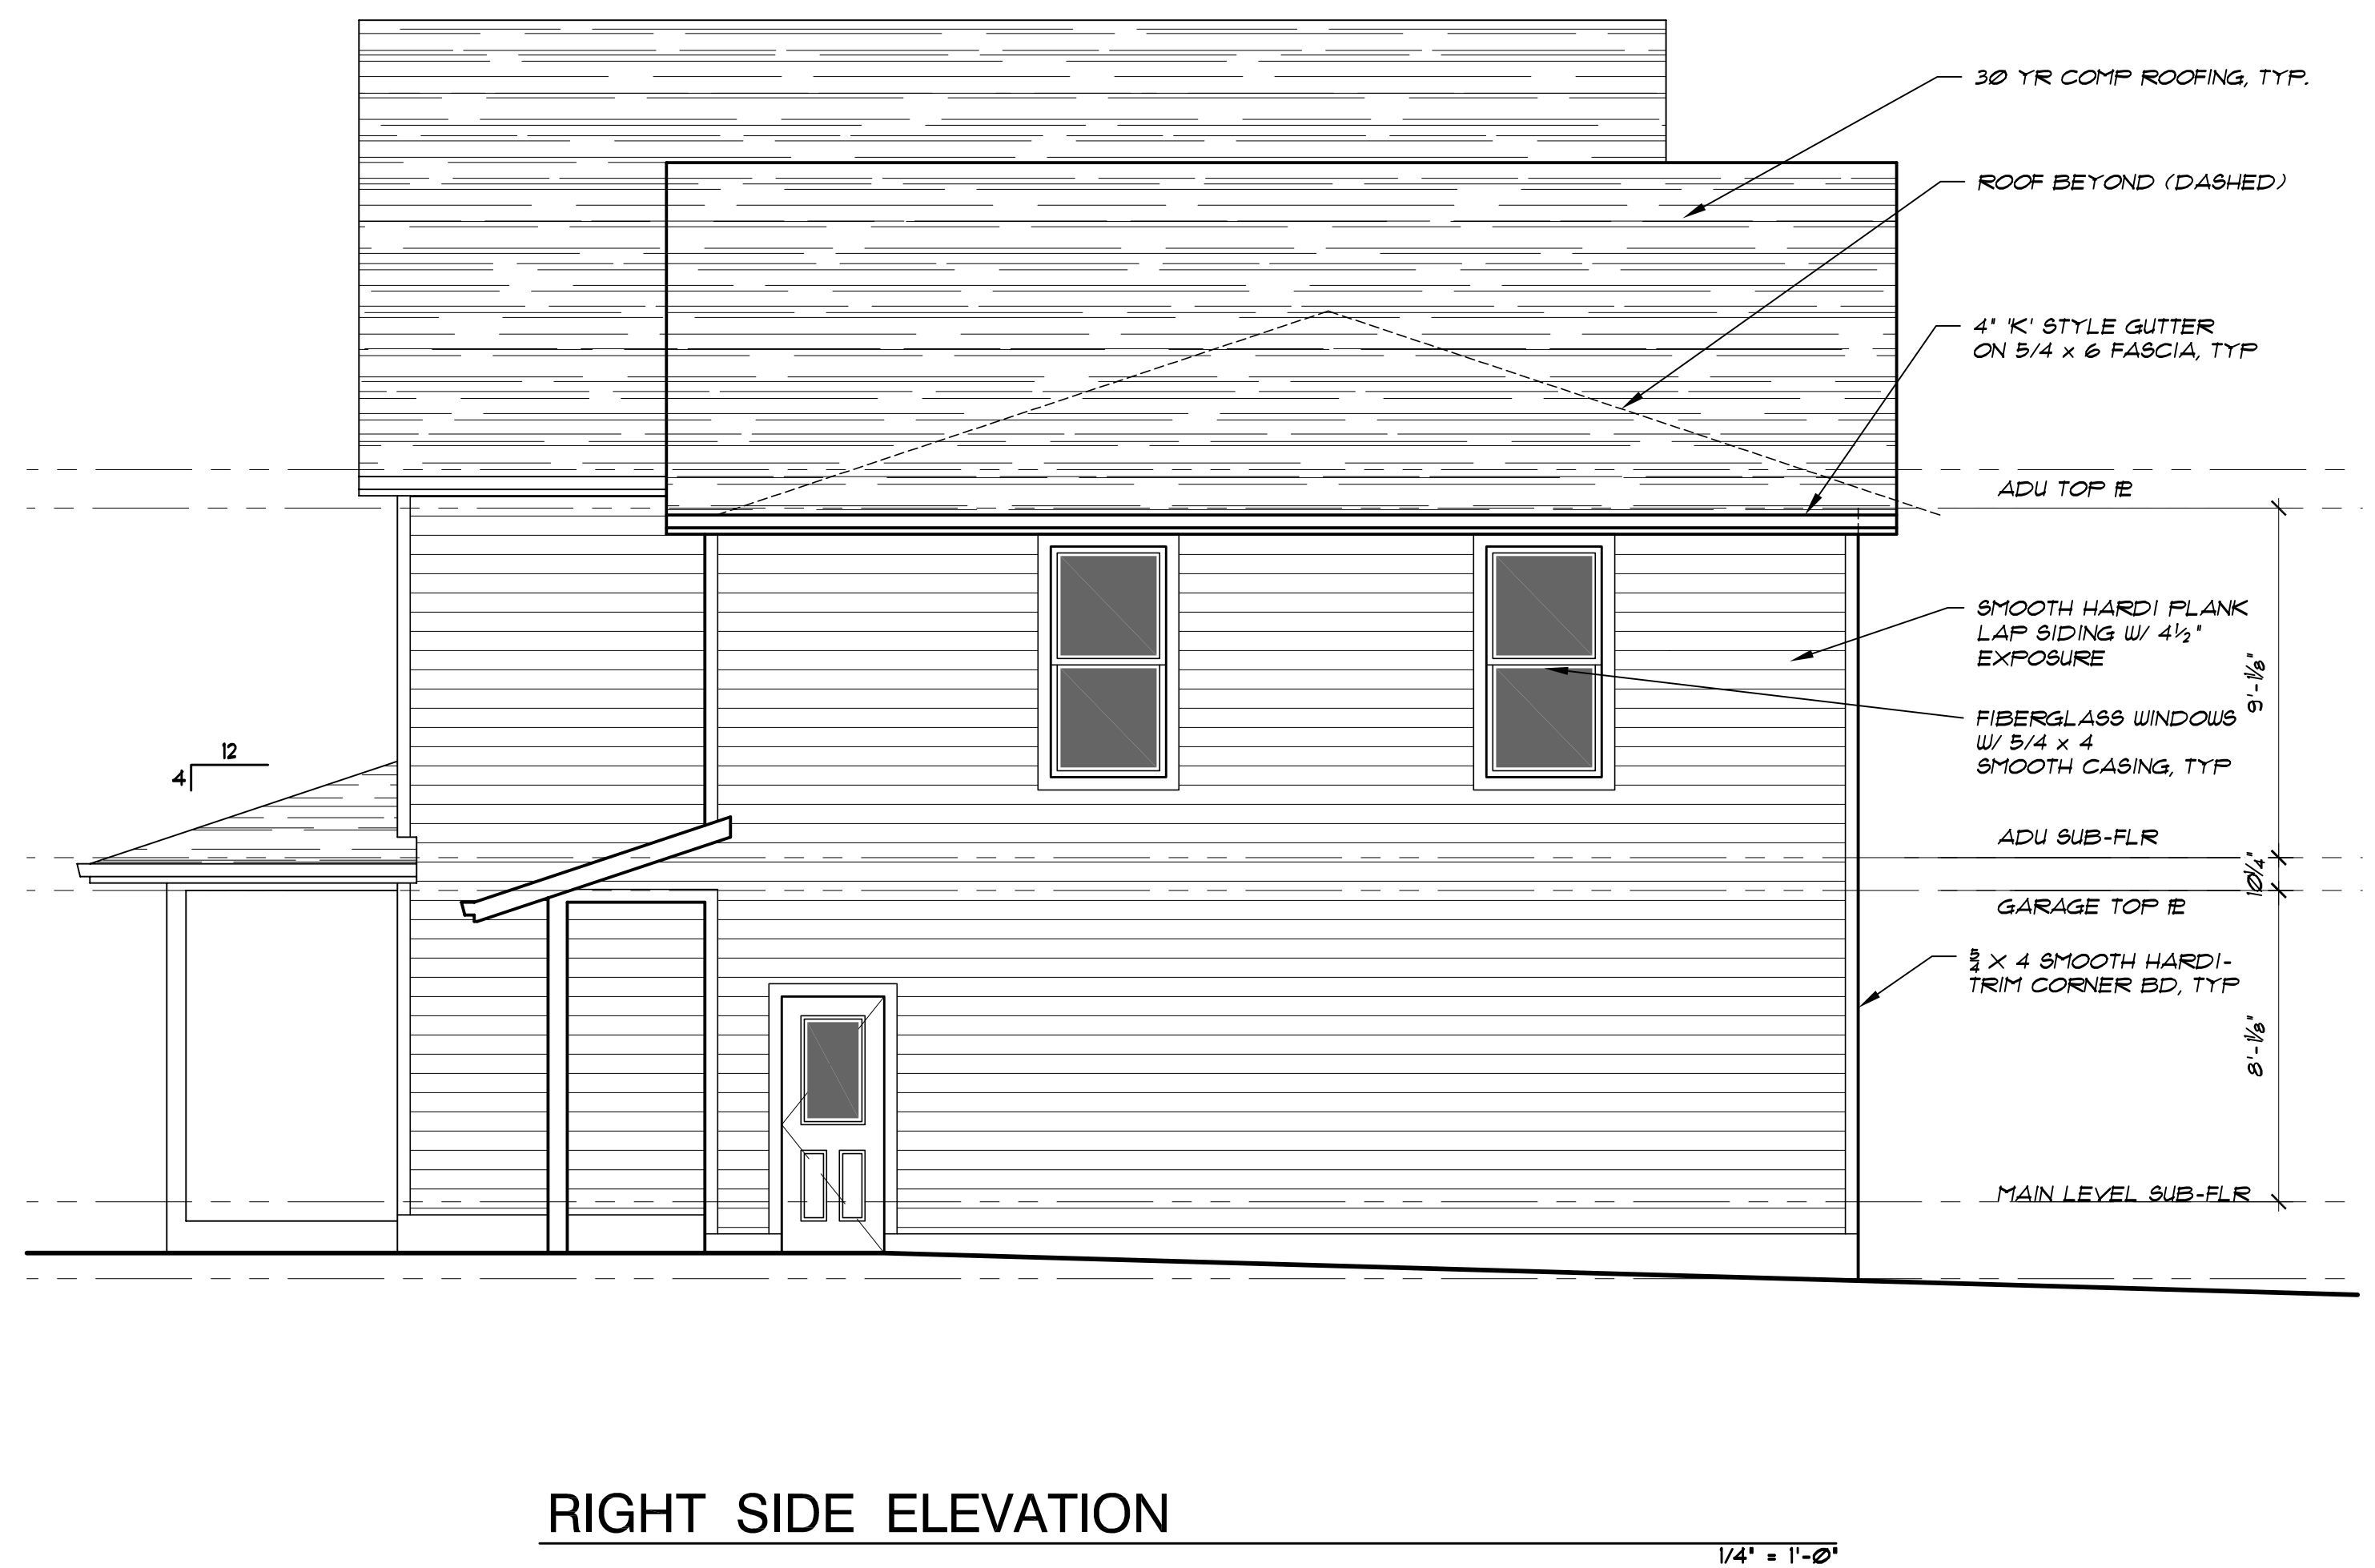 30 YR COMP ROOFING, TYP.
ROOF BEYOND (DASHED)
4" 'K' STYLE GUTTER
ON 5/4 x 6 FASCIA, TYP
ADU TOP PL
SMOOTH HARDI PLANK
LAP SIDING W/ 4½"
EXPOSURE
9'-1⅛"
FIBERGLASS WINDOWS
W/ 5/4 x 4
SMOOTH CASING, TYP
12
4
ADU SUB-FLR
10¼"
GARAGE TOP PL
5/4 X 4 SMOOTH HARDI-
TRIM CORNER BD, TYP
8'-1⅛"
MAIN LEVEL SUB-FLR
RIGHT SIDE ELEVATION
1/4" = 1'-0"